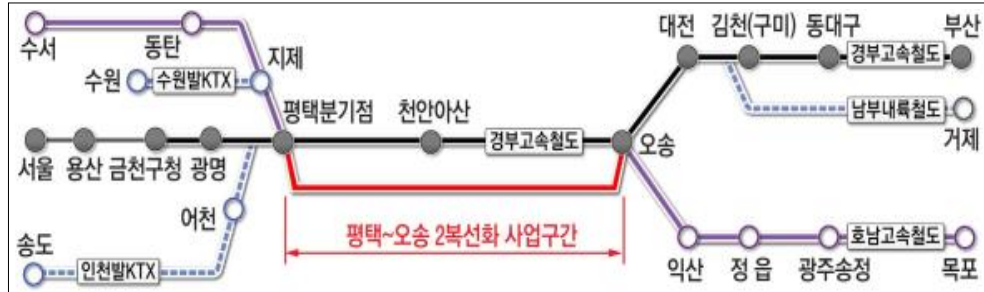 수서
동탄
지제
수원
수원발KTX
평택분기점
천안아산
경부고속철도
오송
서울
용산
금천구청
광명
어천
송도
인천발KTX
평택~오송 2복선화 사업구간
대전
김천(구미)
동대구
경부고속철도
부산
남부내륙철도
거제
익산
정 읍
광주송정
호남고속철도
목포